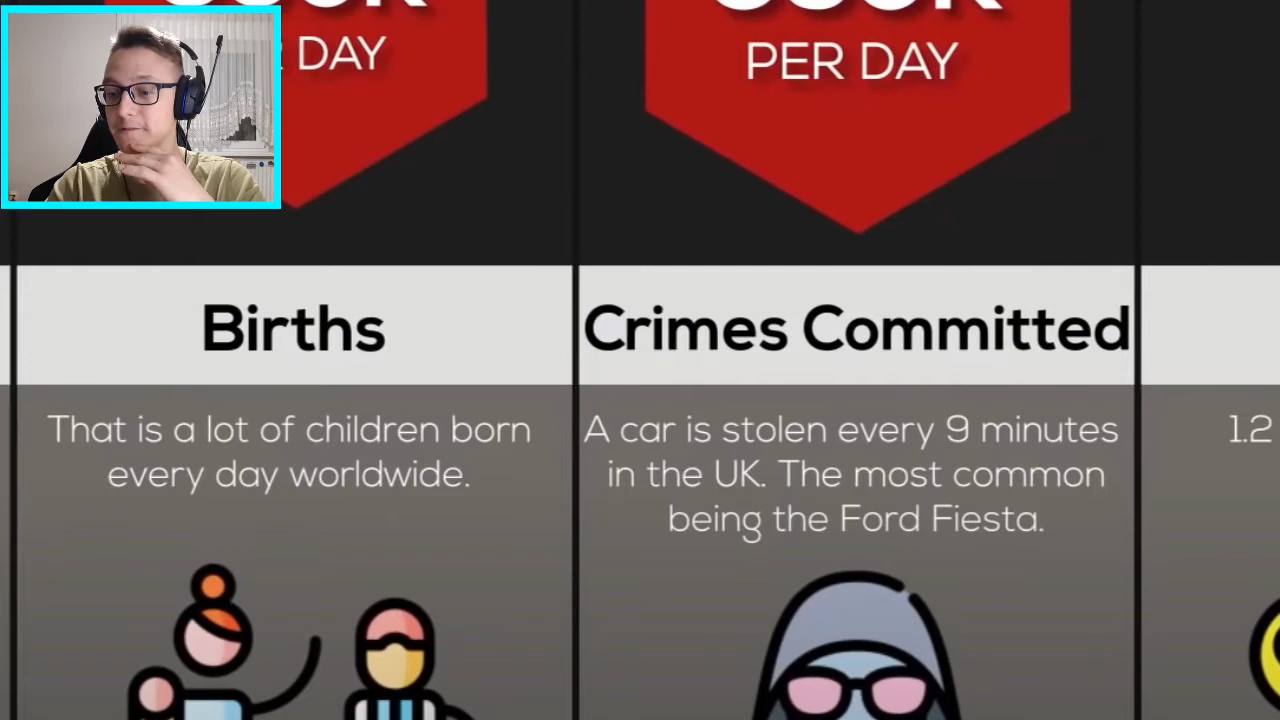 DAY
PER DAY
Births
Crimes Committed
That is a lot of children born
every day worldwide.
A car is stolen every 9 minutes
in the UK. The most common
being the Ford Fiesta.
1.2